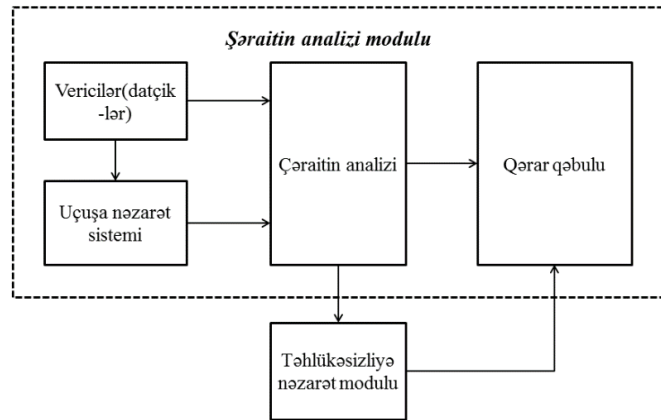 Şəraitin analizi modulu
Vericilər(datçik
-lər)
Uçuşa nəzarət
sistemi
Çəraitin analizi
Qərar qəbulu
Təhlükəsizliyə
nəzarət modulu